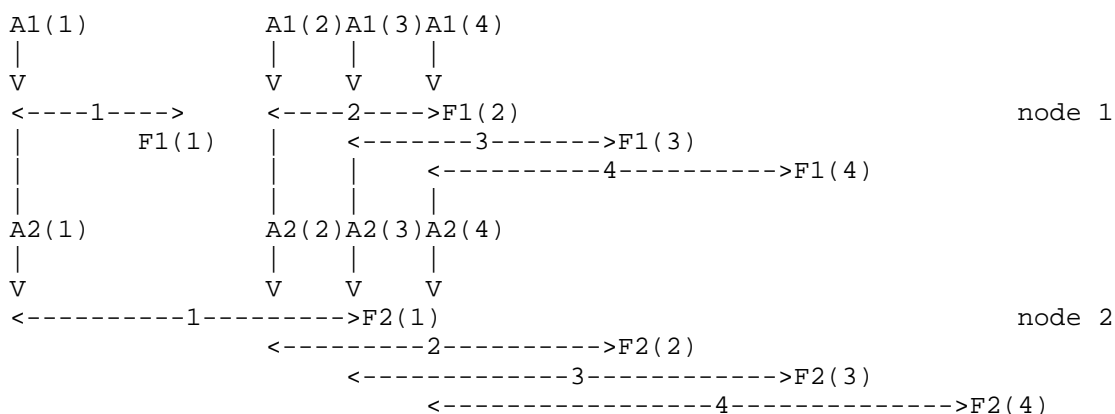 A1(1)             A1(2)A1(3)A1(4)
|                 |    |    |
V                 V    V    V
<----1---->      <----2---->F1(2)                                node 1
|       F1(1)  |    <-------3------->F1(3)
|                 |    |    <----------4---------->F1(4)
|                 |    |    |
A2(1)             A2(2)A2(3)A2(4)
|                 |    |    |
V                 V    V    V
<----------1--------->F2(1)                                      node 2
<---------2---------->F2(2)
<-------------3------------>F2(3)
<-----------------4-------------->F2(4)